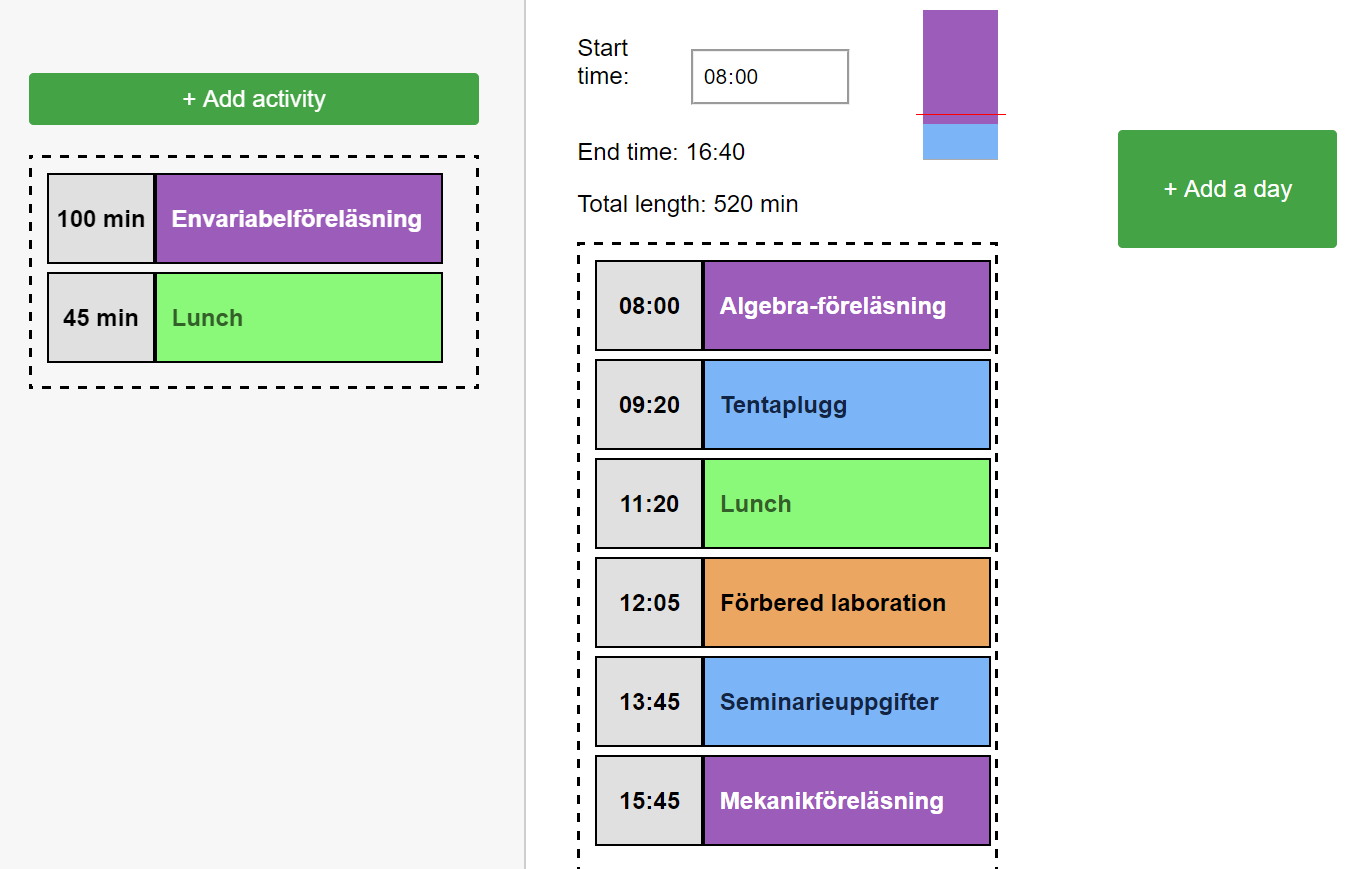 + Add activity
100 min Envariabelföreläsning
45 min Lunch
Start
time:
08:00
End time: 16:40
Total length: 520 min
08:00 Algebra-föreläsning
09:20 Tentaplugg
11:20 Lunch
12:05 Förbered laboration
13:45 Seminarieuppgifter
15:45 Mekanikföreläsning
+ Add a day